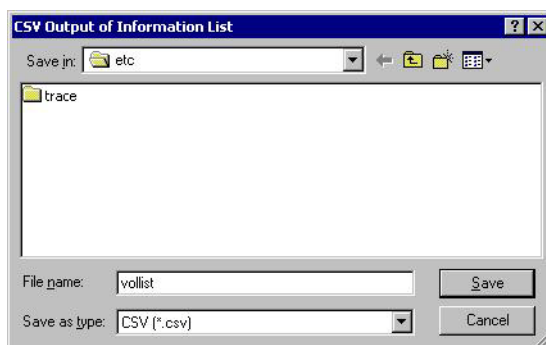 CSV Output of Information List
Save in: etc
trace
File name: vollist Save
Save as type: CSV (*.csv) Cancel